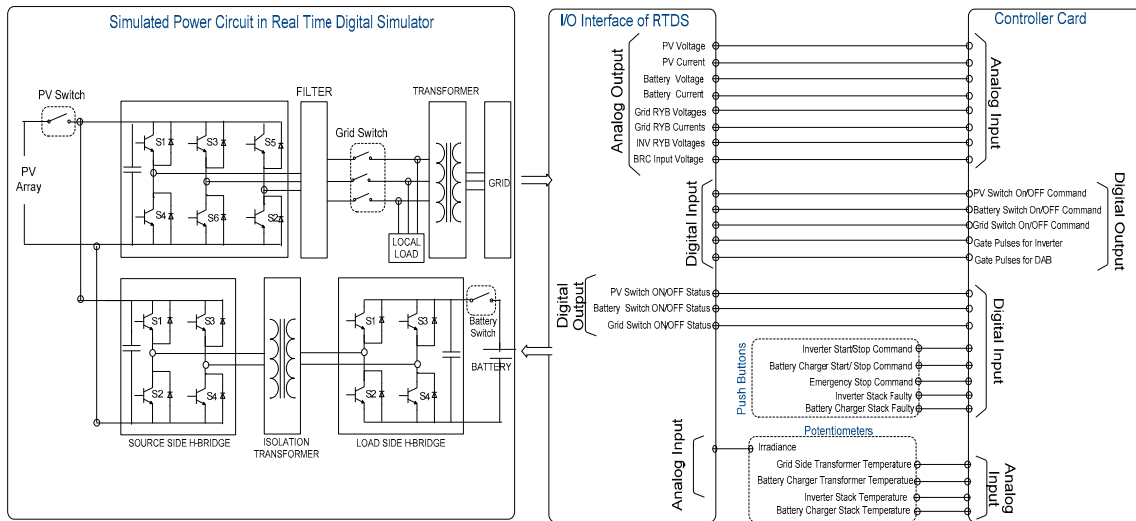 Simulated Power Circuit in Real Time Digital Simulator
PV Switch
PV
Array
S1
S3
S5
S4
S6
S2
FILTER
Grid Switch
TRANSFORMER
GRID
LOCAL
LOAD
S1
S3
S2
S4
SOURCE SIDE H-BRIDGE
ISOLATION
TRANSFORMER
S1
S3
S2
S4
LOAD SIDE H-BRIDGE
Battery
Switch
BATTERY
I/O Interface of RTDS
Analog Output
PV Voltage
PV Current
Battery Voltage
Battery Current
Grid RYB Voltages
Grid RYB Currents
INV RYB Voltages
BRC Input Voltage
Digital Input
Digital Output
PV Switch ON/OFF Status
Battery Switch ON/OFF Status
Grid Switch ON/OFF Status
Analog Input
Push Buttons
Inverter Start/Stop Command
Battery Charger Start/ Stop Command
Emergency Stop Command
Inverter Stack Faulty
Battery Charger Stack Faulty
Potentiometers
Irradiance
Grid Side Transformer Temperature
Battery Charger Transformer Temperatue
Inverter Stack Temperature
Battery Charger Stack Temperature
Controller Card
Analog Input
PV Switch On/OFF Command
Battery Switch On/OFF Command
Grid Switch On/OFF Command
Gate Pulses for Inverter
Gate Pulses for DAB
Digital Output
Digital Input
Analog
Input